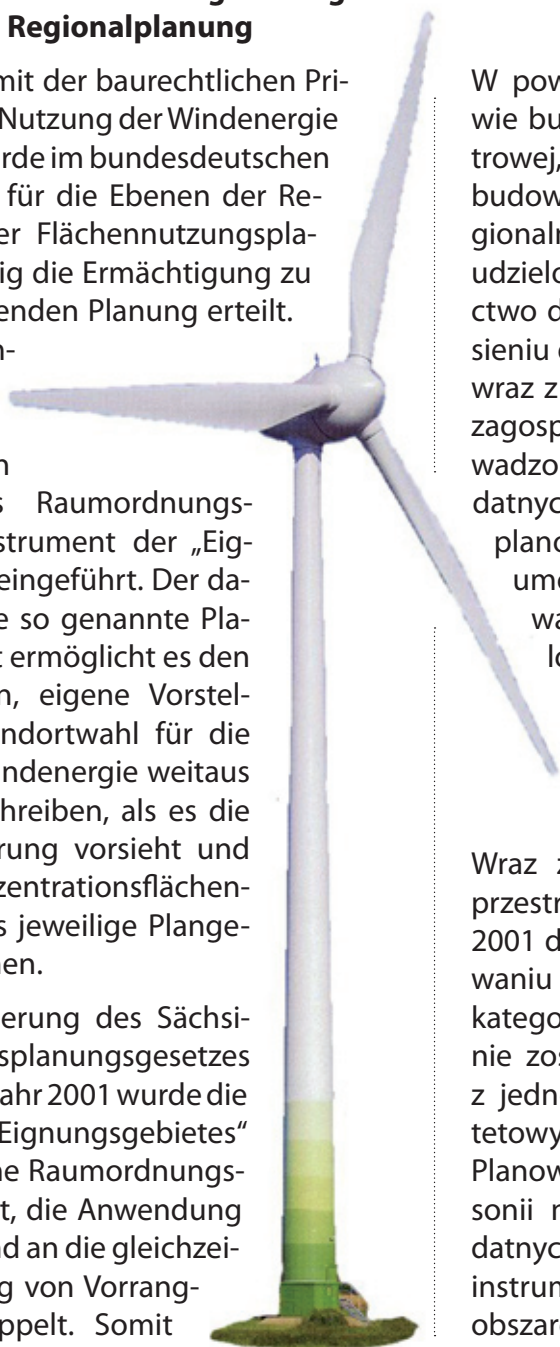 Regionalplanung
mit der baurechtlichen Pri-
Nutzung der Windenergie
rde im bundesdeutschen
für die Ebenen der Re-
er Flächennutzungspla-
ig die Ermächtigung zu
enden Planung erteilt.
n-
n
s Raumordnungs-
strument der „Eig-
eingeführt. Der da-
e so genannte Pla-
t ermöglicht es den
n, eigene Vorstel-
ndortwahl für die
ndenergie weitaus
hreiben, als es die
rung vorsieht und
zentrationsflächen-
s jeweilige Plange-
nen.
erung des Sächsi-
splanungsgesetzes
ahr 2001 wurde die
Eignungsgebietes“
ne Raumordnungs-
t, die Anwendung
nd an die gleichzei-
g von Vorrang-
ppelt. Somit
W pow
wie bu
trowej,
budow
gionaln
udzielo
ctwo d
sieniu
wraz z
zagosp
wadzo
datnyc
plano
umo
wa
lo
Wraz z
przestr
2001 d
waniu
katego
nie zos
z jedn
tetowy
Planow
sonii n
datnyc
instrum
obszar